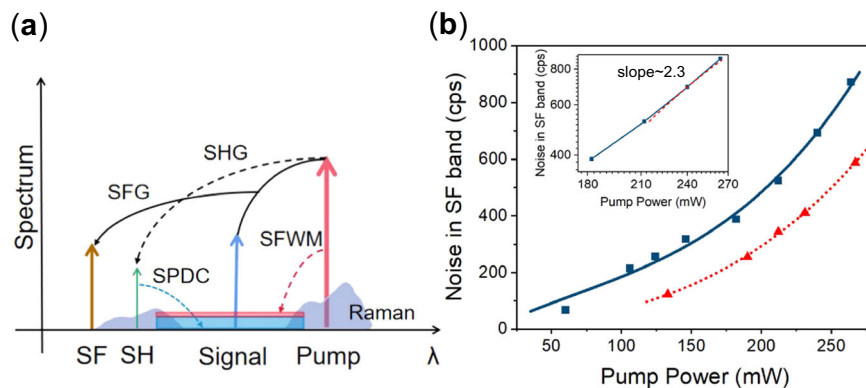 (a)
Spectrum
SHG
SFG
SFWM
SPDC
Raman
SF SH Signal Pump λ
(b)
Noise in SF band (cps)
1000
800
600
400
200
0
50 100 150 200 250
Pump Power (mW)
Noise in SF band (cps)
800
600
400
slope~2.3
180 210 240 270
Pump Power (mW)